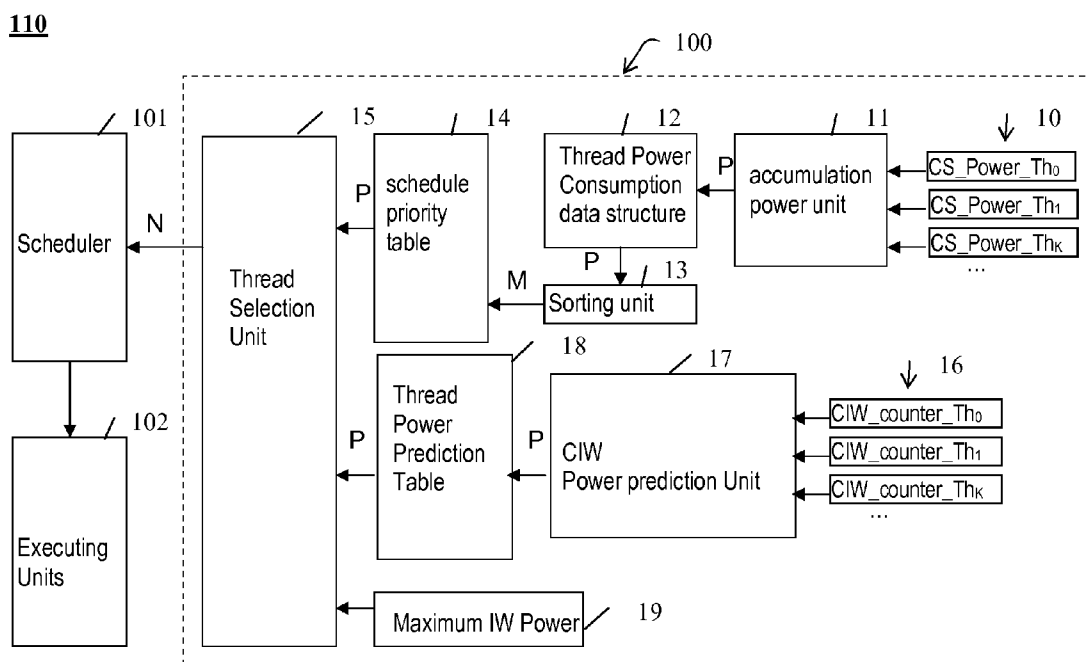 110
100
101
15
14
12
11
10
Scheduler
N
Thread
Selection
Unit
P
schedule
priority
table
Thread Power
Consumption
data structure
P
accumulation
power unit
CS_Power_Th0
CS_Power_Th1
CS_Power_ThK
...
P
13
M
Sorting unit
102
Executing
Units
18
17
16
P
Thread
Power
Prediction
Table
P
CIW
Power prediction Unit
CIW_counter_Th0
CIW_counter_Th1
CIW_counter_ThK
...
Maximum IW Power
19